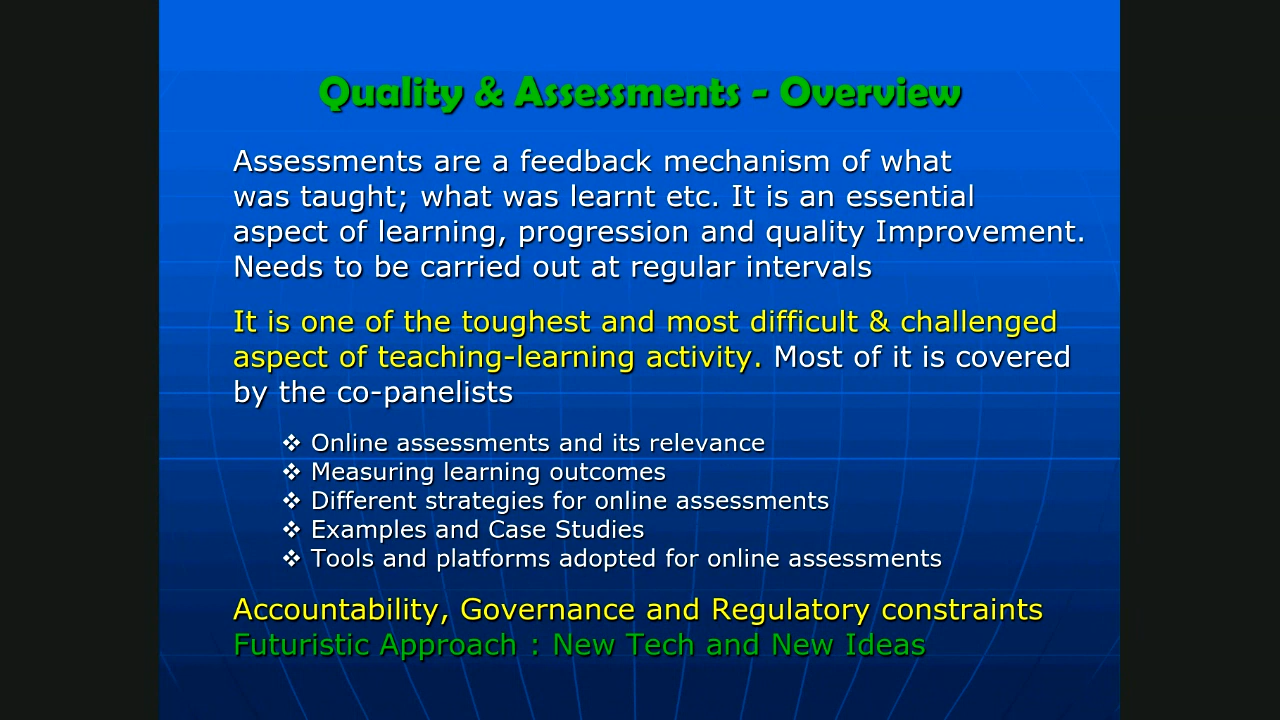 Quality & Assessments - Overview
Assessments are a feedback mechanism of what
was taught; what was learnt etc. It is an essential
aspect of learning, progression and quality Improvement.
Needs to be carried out at regular intervals
It is one of the toughest and most difficult & challenged
aspect of teaching-learning activity. Most of it is covered
by the co-panelists
❖ Online assessments and its relevance
❖ Measuring learning outcomes
❖ Different strategies for online assessments
❖ Examples and Case Studies
❖ Tools and platforms adopted for online assessments
Accountability, Governance and Regulatory constraints
Futuristic Approach : New Tech and New Ideas